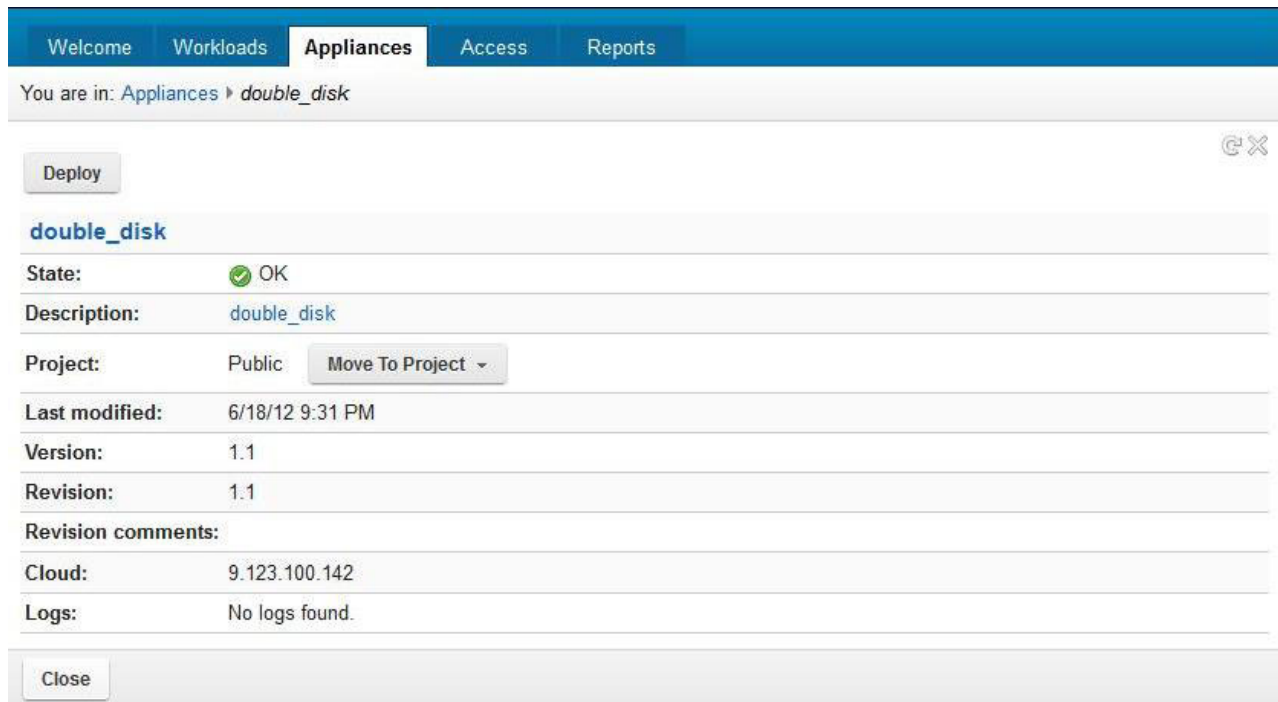 Welcome Workloads Appliances Access Reports
You are in: Appliances double_disk
Deploy
double_disk
State: OK
Description: double_disk
Project: Public Move To Project
Last modified: 6/18/12 9:31 PM
Version: 1.1
Revision: 1.1
Revision comments:
Cloud: 9.123.100.142
Logs: No logs found.
Close